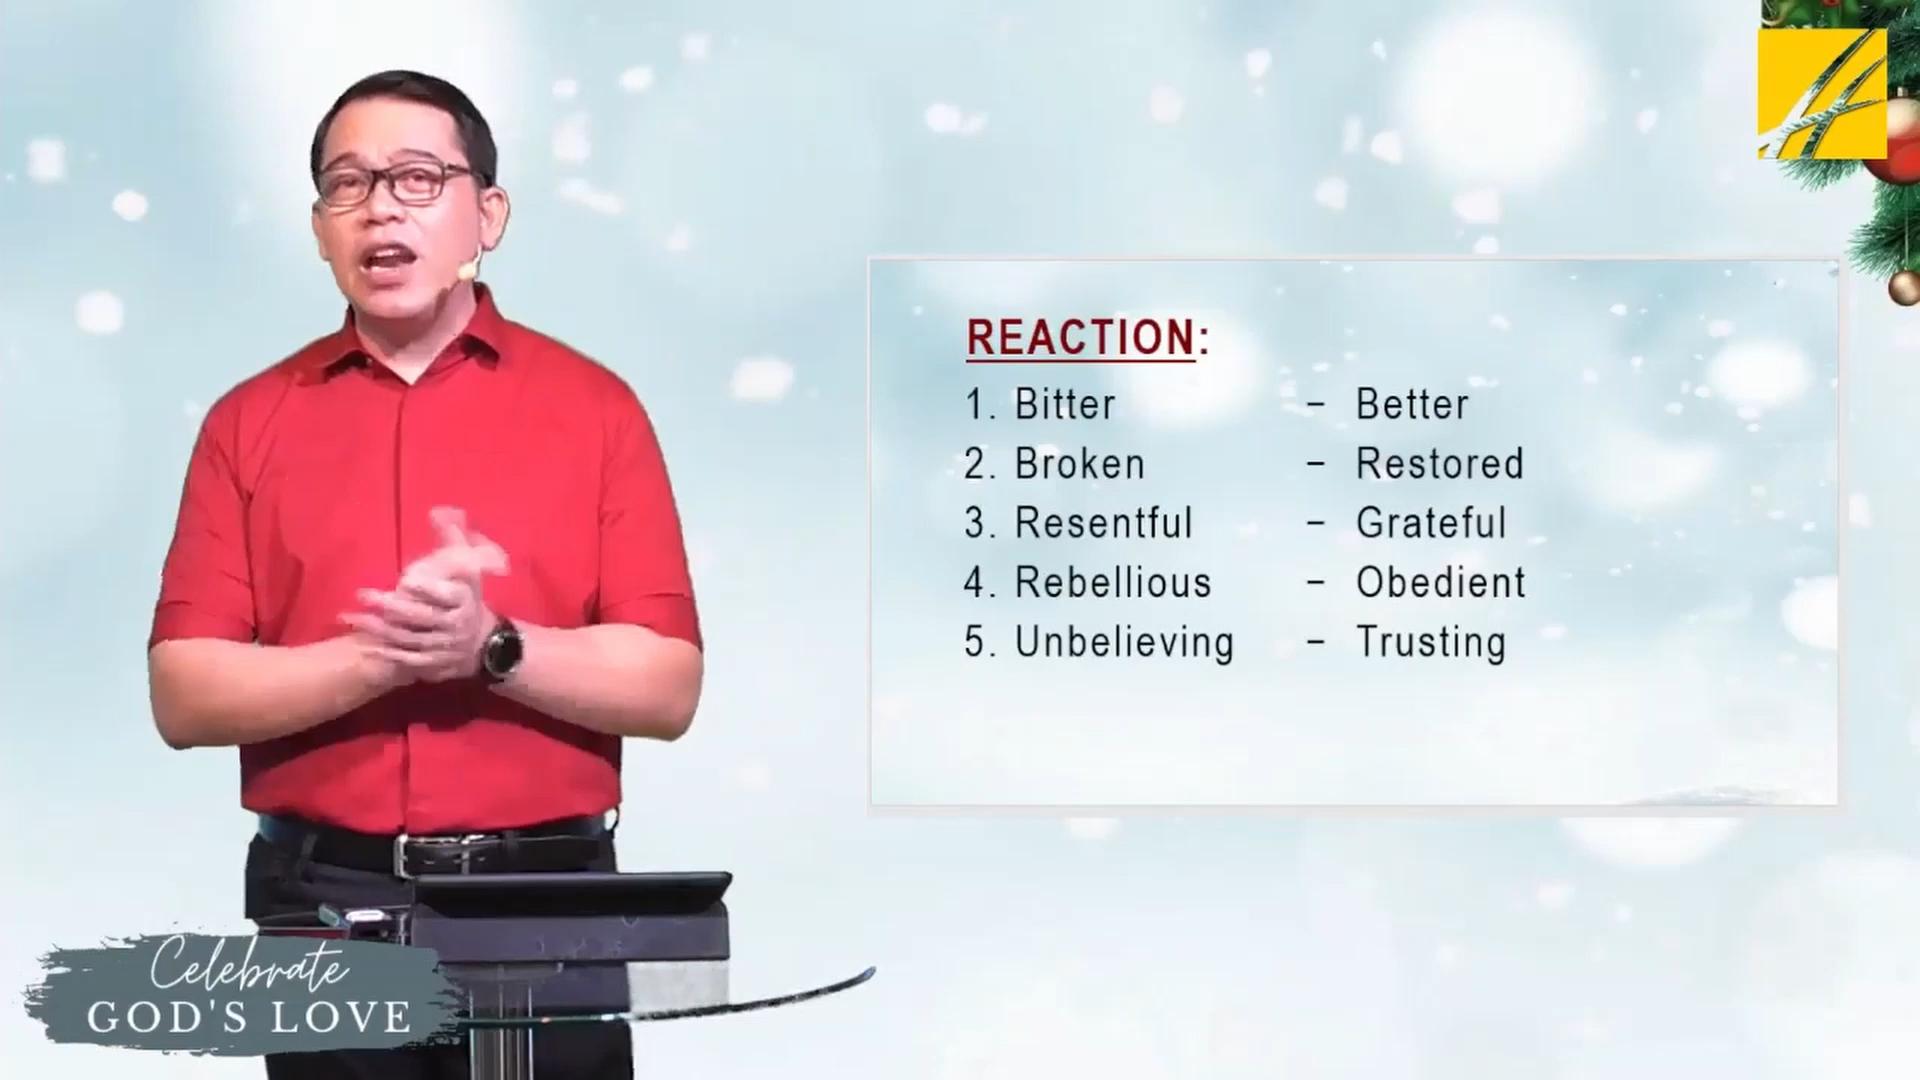 REACTION:
1. Bitter – Better
2. Broken – Restored
3. Resentful – Grateful
4. Rebellious – Obedient
5. Unbelieving – Trusting
Celebrate
GOD'S LOVE